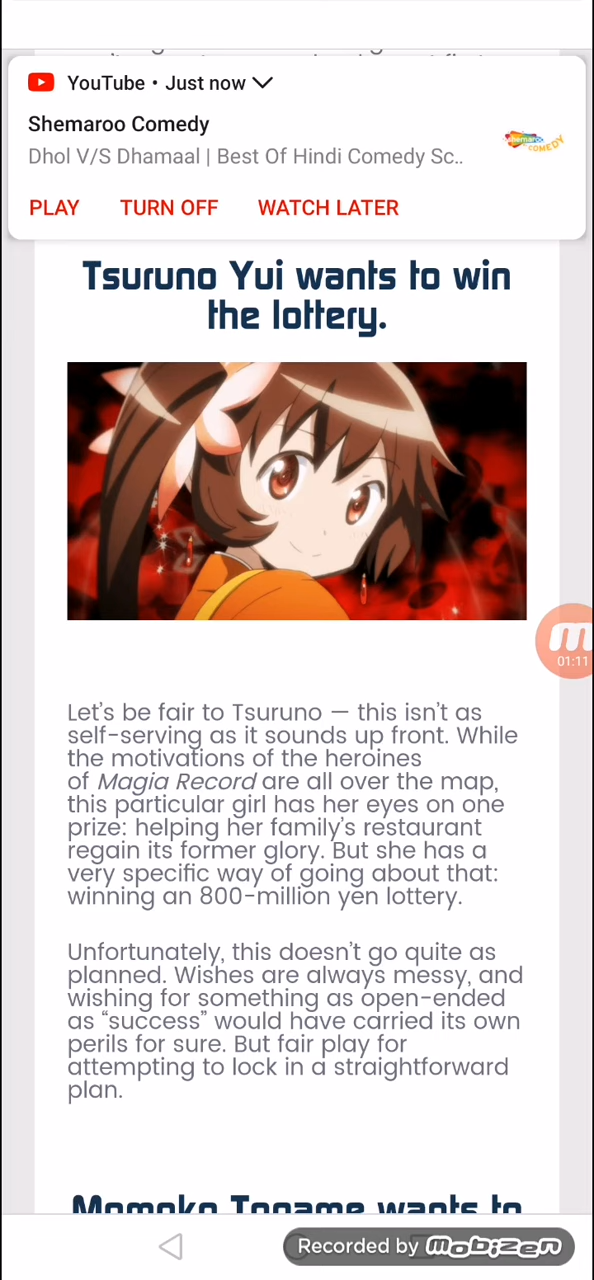 YouTube • Just now
Shemaroo Comedy
Dhol V/S Dhamaal | Best Of Hindi Comedy Sc..
Shemaroo
COMEDY
PLAY TURN OFF WATCH LATER
Tsuruno Yui wants to win
the lottery.
01:11
Let's be fair to Tsuruno — this isn't as
self-serving as it sounds up front. While
the motivations of the heroines
of Magia Record are all over the map,
this particular girl has her eyes on one
prize: helping her family's restaurant
regain its former glory. But she has a
very specific way of going about that:
winning an 800-million yen lottery.
Unfortunately, this doesn't go quite as
planned. Wishes are always messy, and
wishing for something as open-ended
as “success” would have carried its own
perils for sure. But fair play for
attempting to lock in a straightforward
plan.
Momoko Togame wants to
Recorded by mobizen